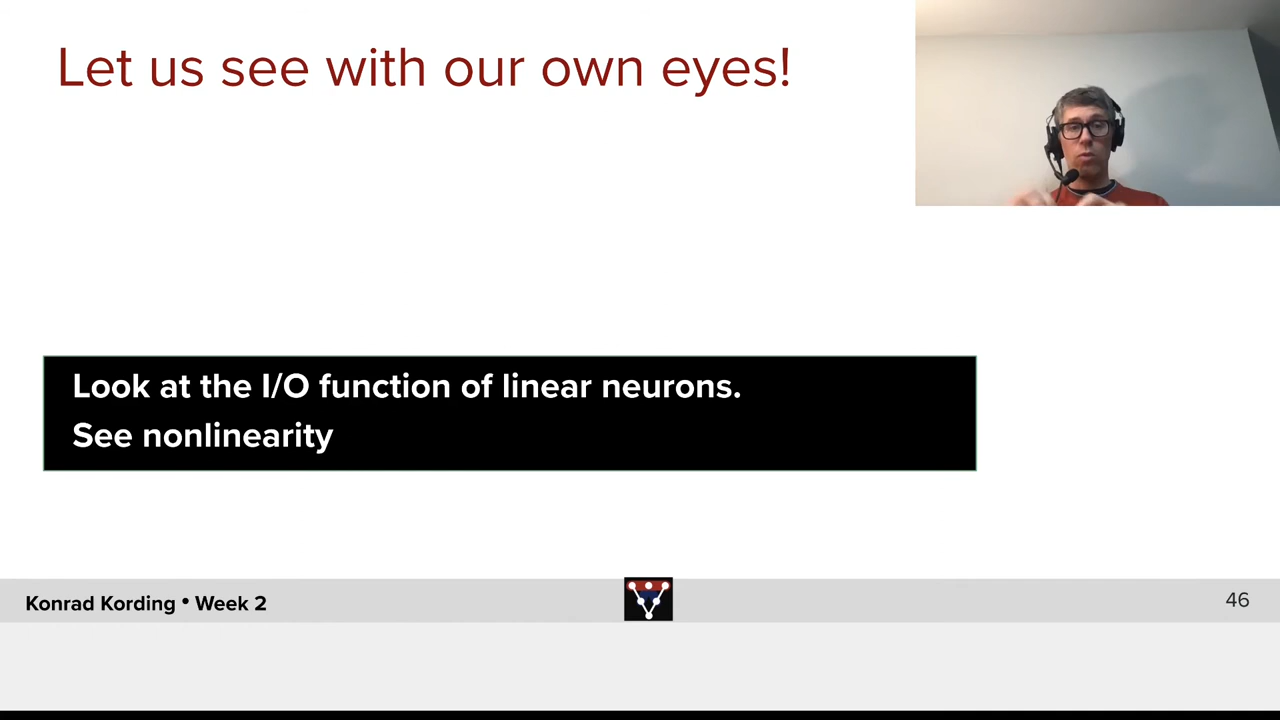 Let us see with our own eyes!
Look at the I/O function of linear neurons.
See nonlinearity
Konrad Kording • Week 2
46